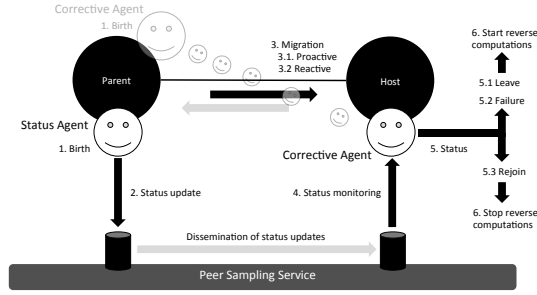 Corrective Agent
1. Birth
3. Migration
3.1. Proactive
3.2 Reactive
6. Start reverse
computations
Parent
Host
5.1 Leave
5.2 Failure
Status Agent
1. Birth
Corrective Agent
5. Status
5.3 Rejoin
2. Status update
4. Status monitoring
6. Stop reverse
computations
Dissemination of status updates
Peer Sampling Service